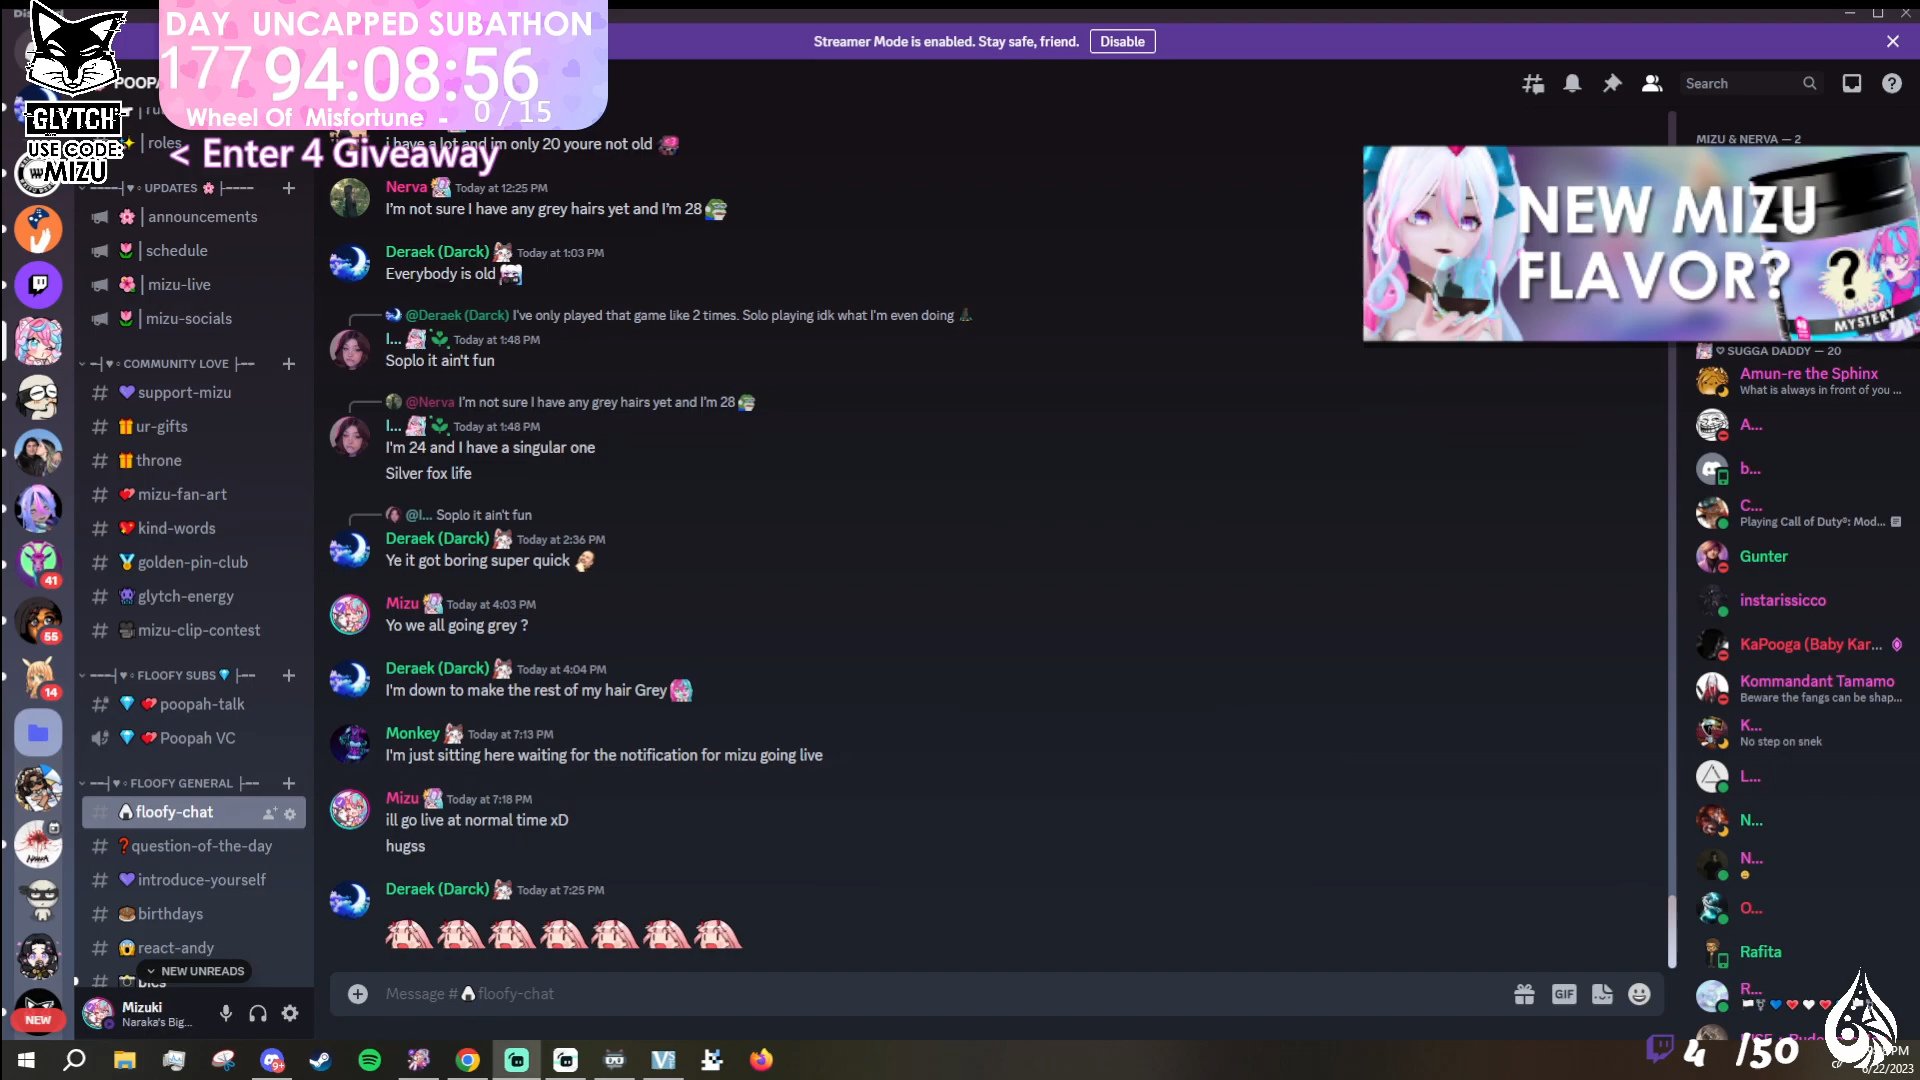 DAY UNCAPPED SUBATHON
177 94:08:56
Wheel Of Misfortune - 0 / 15
< Enter 4 Giveaway
GLYTCH
USE CODE:
MIZU
Streamer Mode is enabled. Stay safe, friend. Disable
Search
roles
UPDATES
announcements
schedule
mizu-live
mizu-socials
COMMUNITY LOVE
support-mizu
ur-gifts
throne
mizu-fan-art
kind-words
golden-pin-club
glytch-energy
mizu-clip-contest
FLOOFY SUBS
poopah-talk
Poopah VC
FLOOFY GENERAL
floofy-chat
question-of-the-day
introduce-yourself
birthdays
react-andy
NEW UNREADS
41
55
14
NEW
Mizuki
Naraka's Big...
i have a lot and im only 20 youre not old
Nerva Today at 12:25 PM
I'm not sure I have any grey hairs yet and I'm 28
Deraek (Darck) Today at 1:03 PM
Everybody is old
@Deraek (Darck) I've only played that game like 2 times. Solo playing idk what I'm even doing
I... Today at 1:48 PM
Soplo it ain't fun
@Nerva I'm not sure I have any grey hairs yet and I'm 28
I... Today at 1:48 PM
I'm 24 and I have a singular one
Silver fox life
@I... Soplo it ain't fun
Deraek (Darck) Today at 2:36 PM
Ye it got boring super quick
Mizu Today at 4:03 PM
Yo we all going grey ?
Deraek (Darck) Today at 4:04 PM
I'm down to make the rest of my hair Grey
Monkey Today at 7:13 PM
I'm just sitting here waiting for the notification for mizu going live
Mizu Today at 7:18 PM
ill go live at normal time xD
hugss
Deraek (Darck) Today at 7:25 PM
Message # floofy-chat
GIF
MIZU & NERVA — 2
NEW MIZU
FLAVOR?
?
MYSTERY
SUGGA DADDY — 20
Amun-re the Sphinx
What is always in front of you ...
A...
b...
C...
Playing Call of Duty®: Mod...
Gunter
instarissicco
KaPooga (Baby Kar...
Kommandant Tamamo
Beware the fangs can be shap...
K...
No step on snek
L...
N...
N...
O...
Rafita
R...
4 /50
6/22/2023